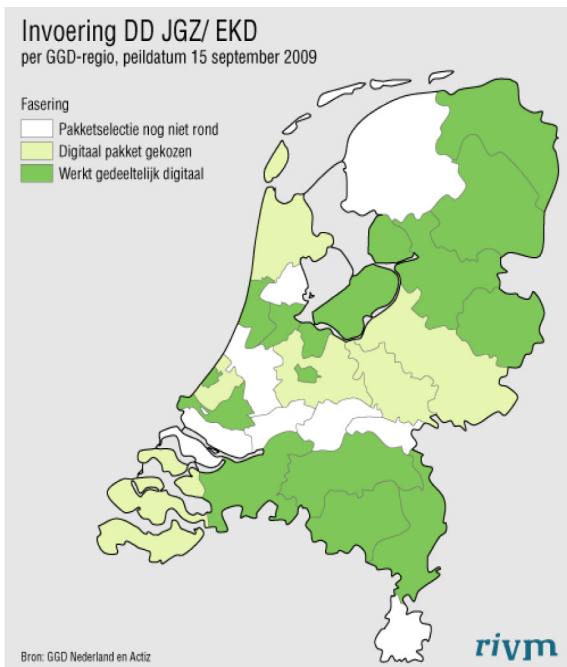 Invoering DD JGZ/ EKD
per GGD-regio, peildatum 15 september 2009
Fasering
Pakketselectie nog niet rond
Digitaal pakket gekozen
Werkt gedeeltelijk digitaal
Bron: GGD Nederland en Actiz
rivm